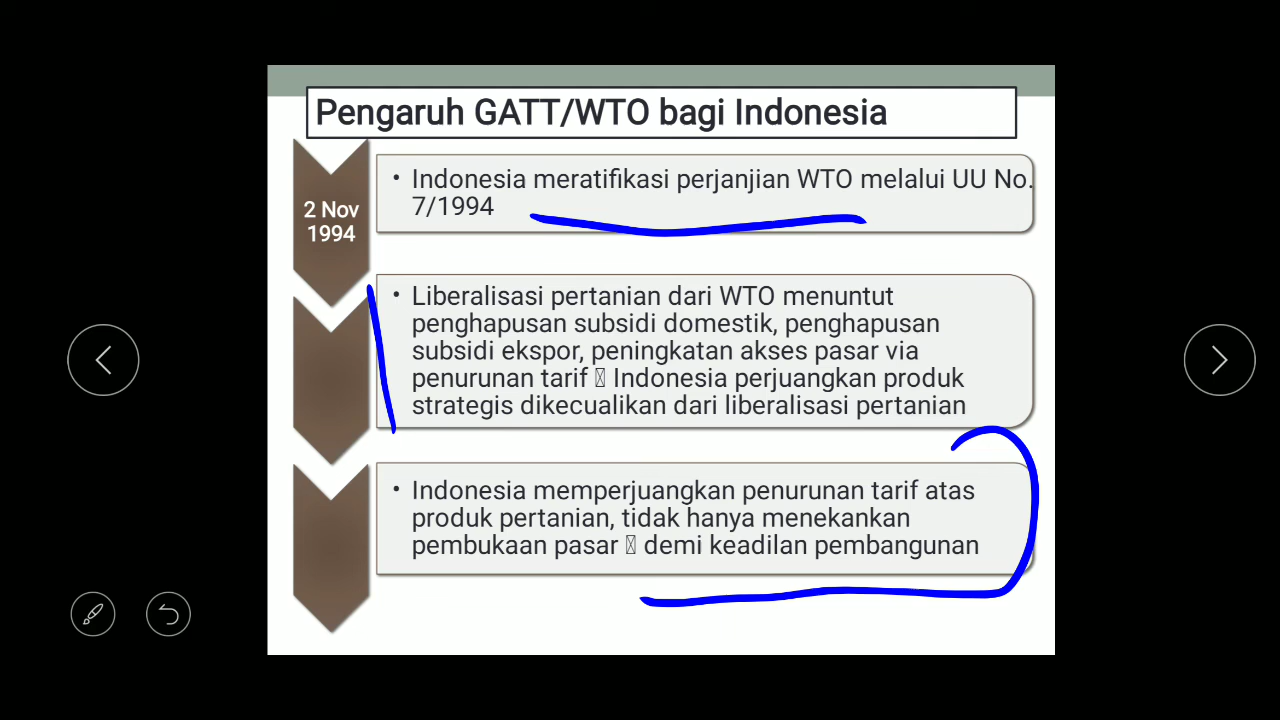 Pengaruh GATT/WTO bagi Indonesia
2 Nov
1994
• Indonesia meratifikasi perjanjian WTO melalui UU No.
7/1994
• Liberalisasi pertanian dari WTO menuntut
penghapusan subsidi domestik, penghapusan
subsidi ekspor, peningkatan akses pasar via
penurunan tarif  Indonesia perjuangkan produk
strategis dikecualikan dari liberalisasi pertanian
• Indonesia memperjuangkan penurunan tarif atas
produk pertanian, tidak hanya menekankan
pembukaan pasar  demi keadilan pembangunan